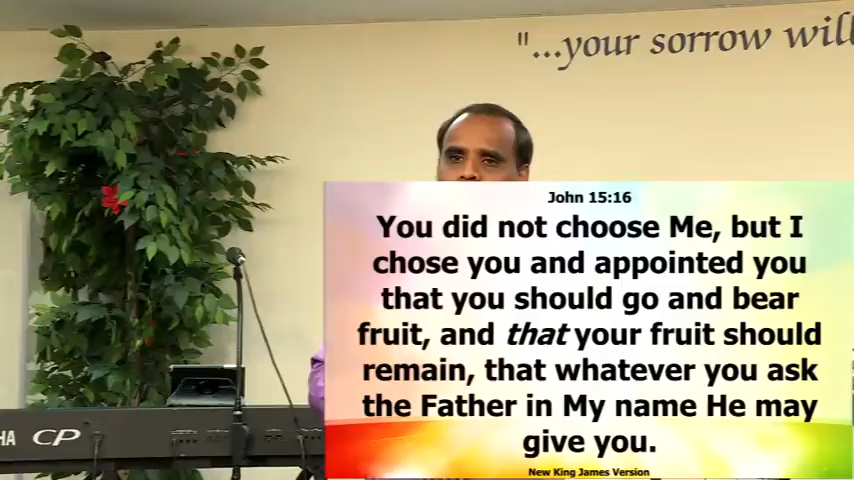 "...your sorrow will
John 15:16
You did not choose Me, but I
chose you and appointed you
that you should go and bear
fruit, and that your fruit should
remain, that whatever you ask
the Father in My name He may
give you.
New King James Version
CP